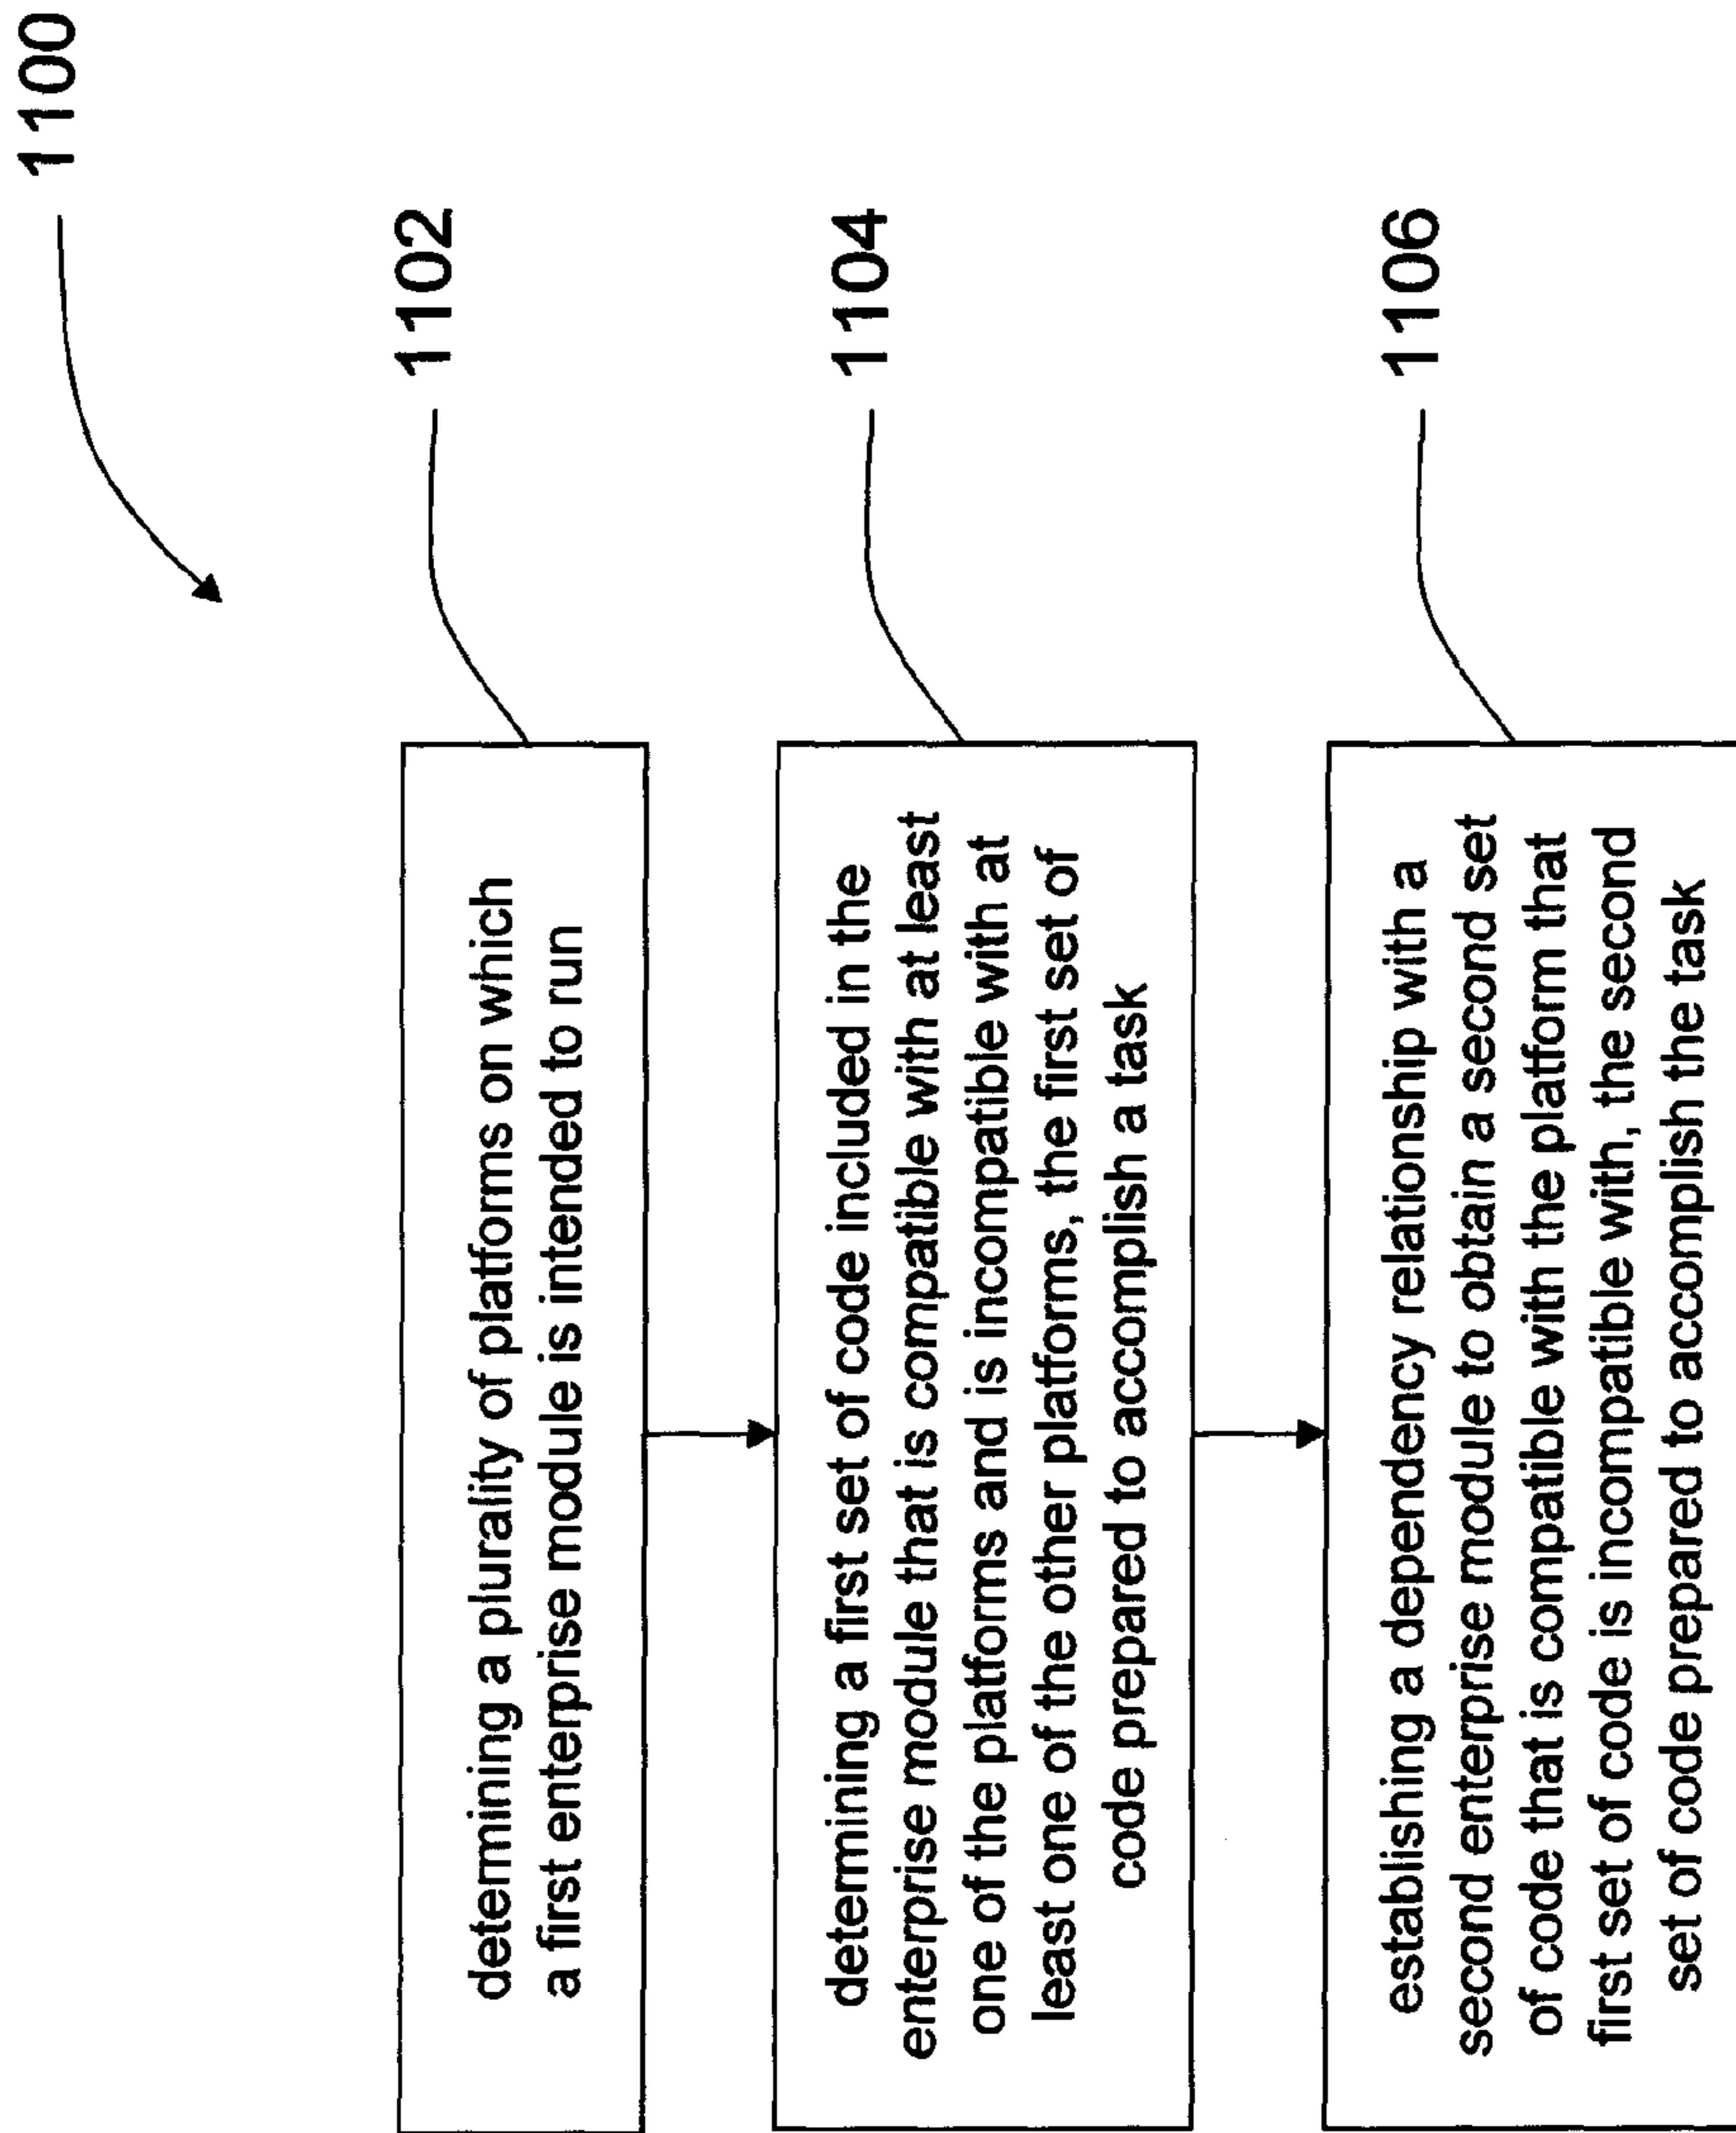 1100
1102
determining a plurality of platforms on which
a first enterprise module is intended to run
1104
determining a first set of code included in the
enterprise module that is compatible with at least
one of the platforms and is incompatible with at
least one of the other platforms, the first set of
code prepared to accomplish a task
1106
establishing a dependency relationship with a
second enterprise module to obtain a second set
of code that is compatible with the platform that
first set of code is incompatible with, the second
set of code prepared to accomplish the task